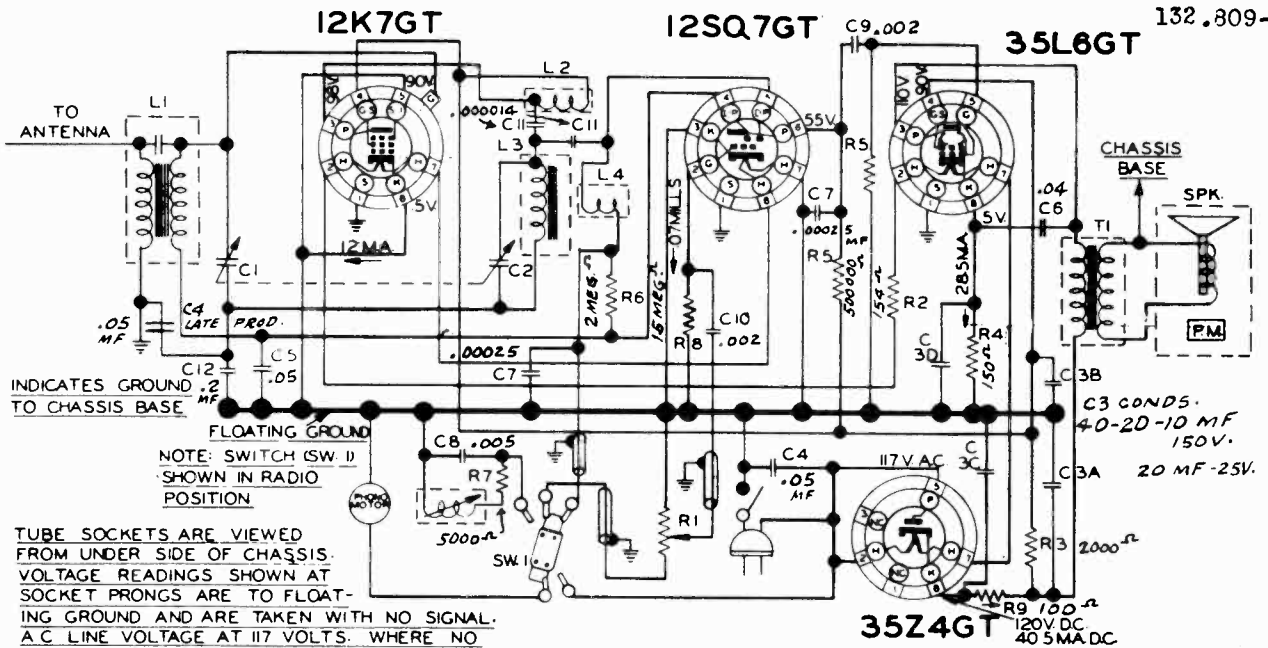 12K7GT
12SQ7GT
35L6GT
132.809-
TO
ANTENNA
L1
90V
L2
.000014
C11
C11
L3
L4
5V
12 MA.
C1
C2
.05
MF
C4
LATE PROD.
C5
.05
C12
.2
MF
2 MEG. Ω
R6
.00025
C7
55V
C9 .002
R5
C7
.00025
MF
.07 MILLS
15 MEG. Ω
R8
C10
.002
R5
500000 Ω
154 Ω
R2
110V
90V
5V
28.5 MA.
C
3D
R4
150 Ω
.04
C6
CHASSIS
BASE
T1
SPK.
P.M.
C3B
C3 CONDS.
40-20-10 MF
150V.
20 MF-25V.
C3A
C
3C
INDICATES GROUND
TO CHASSIS BASE
FLOATING GROUND
NOTE: SWITCH (SW. 1)
SHOWN IN RADIO
POSITION
PHONO
MOTOR
C8 .005
R7
5000 Ω
SW. 1
R1
C4
.05
MF
117 V. AC
R3
2000 Ω
R9 100 Ω
120V. D.C.
40.5 MA. D.C.
35Z4GT
TUBE SOCKETS ARE VIEWED
FROM UNDER SIDE OF CHASSIS.
VOLTAGE READINGS SHOWN AT
SOCKET PRONGS ARE TO FLOAT-
ING GROUND AND ARE TAKEN WITH NO SIGNAL.
A.C. LINE VOLTAGE AT 117 VOLTS. WHERE NO